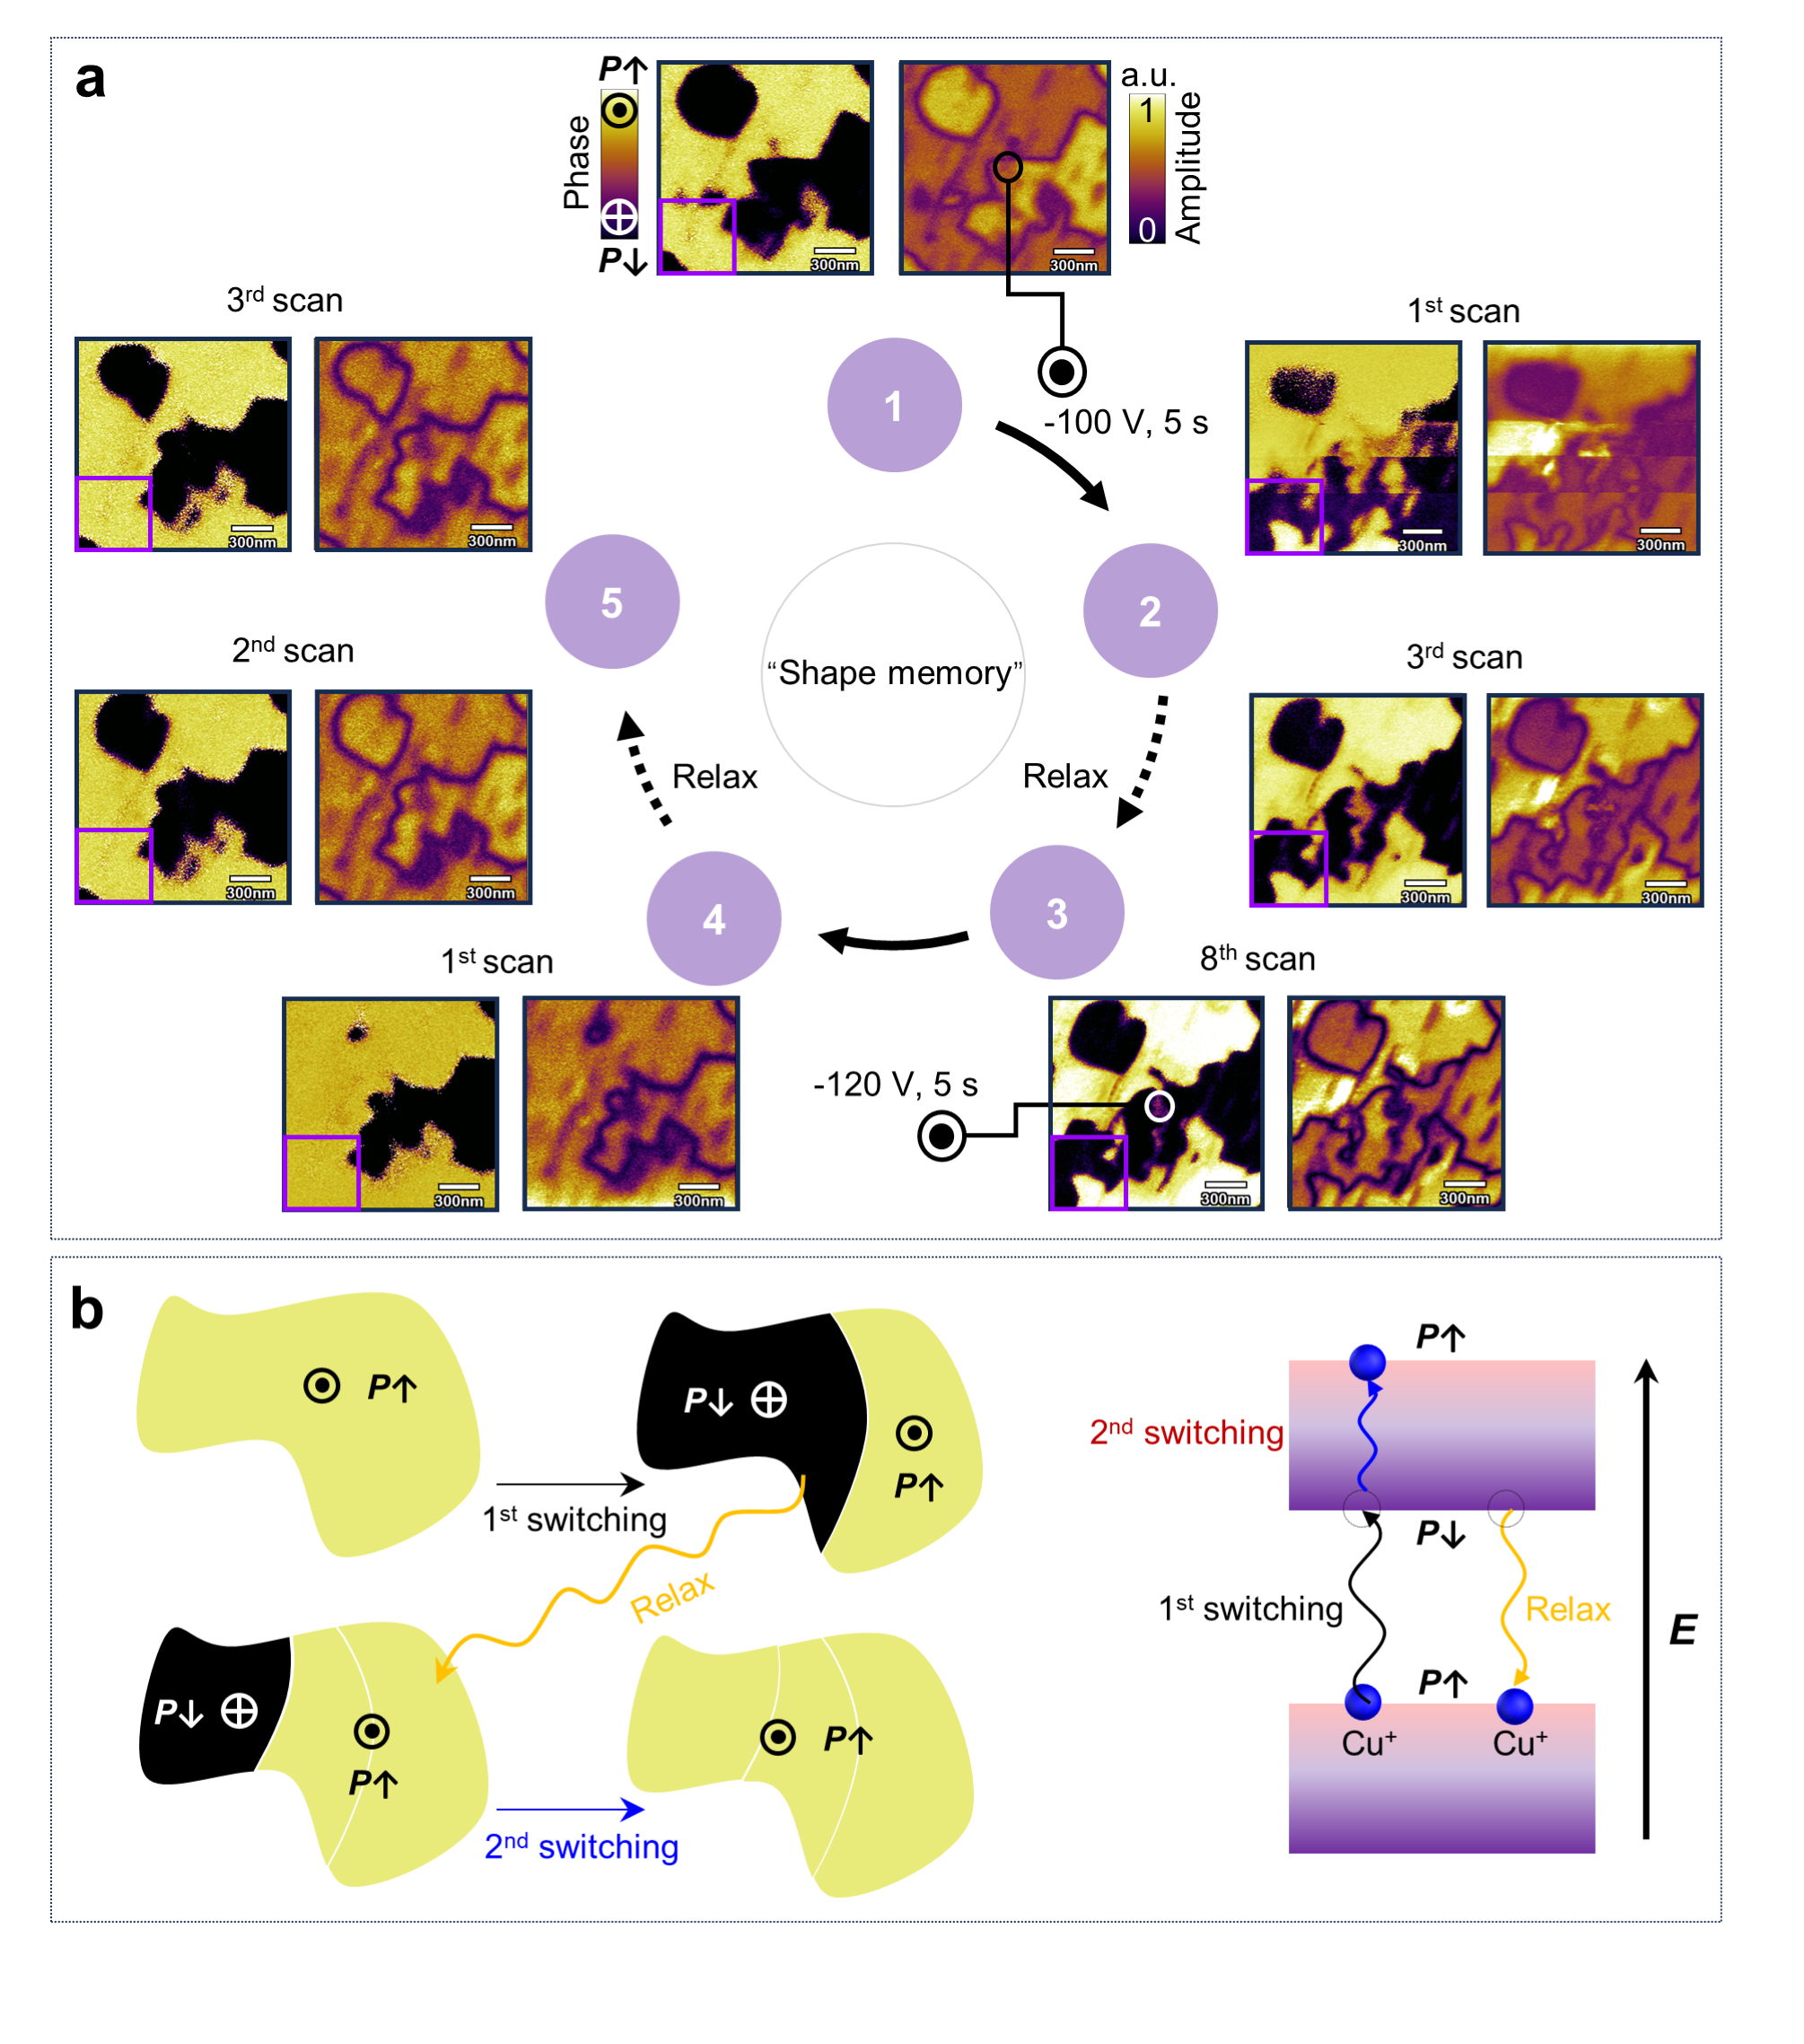 a
P↑
Phase
P↓
300nm
300nm
a.u.
1
Amplitude
0
3rd scan
300nm
300nm
1st scan
300nm
300nm
1
-100 V, 5 s
5
2
"Shape memory"
2nd scan
300nm
300nm
3rd scan
300nm
300nm
Relax
Relax
4
3
1st scan
300nm
300nm
8th scan
-120 V, 5 s
300nm
300nm
b
P↑
1st switching
P↓
P↑
Relax
P↓
P↑
2nd switching
P↑
P↑
2nd switching
P↓
1st switching
Relax
E
P↑
Cu+
Cu+